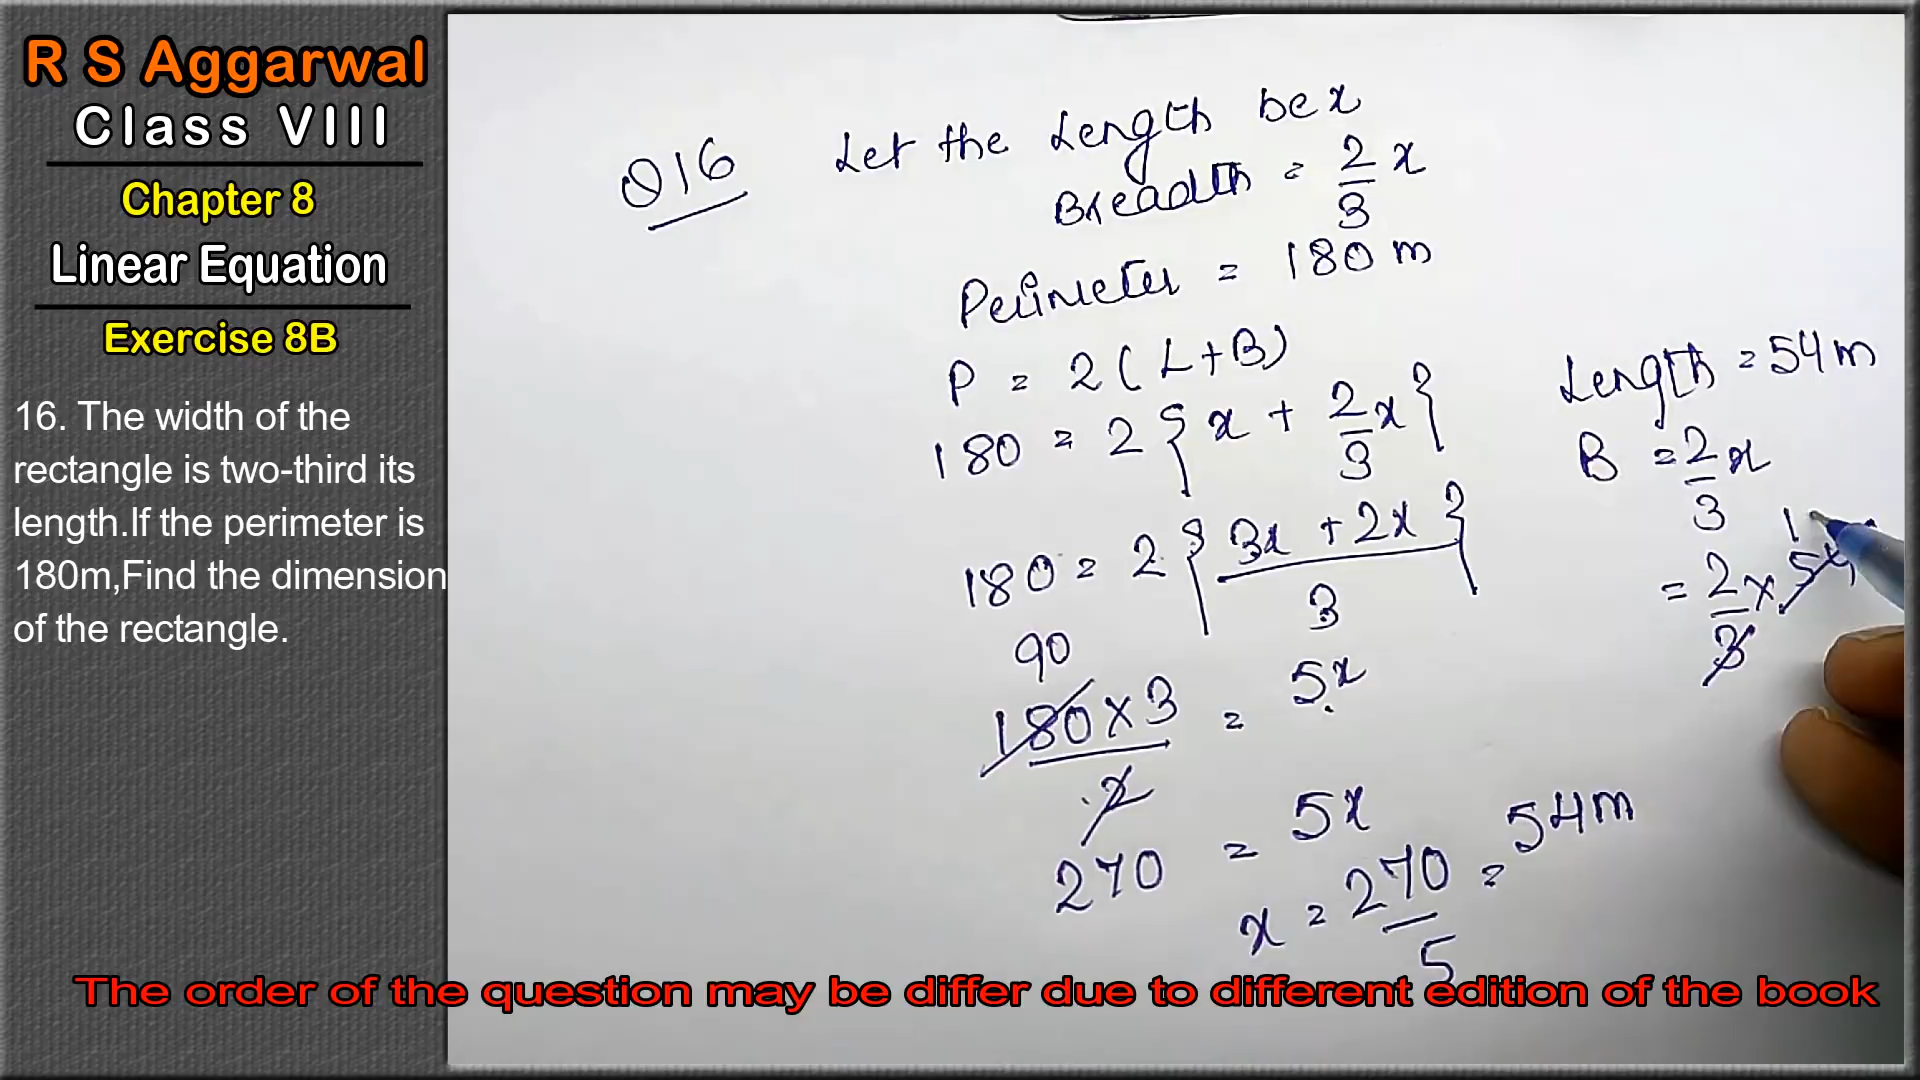 R S Aggarwal
Class VIII
Chapter 8
Linear Equation
Exercise 8B
16. The width of the
rectangle is two-third its
length.If the perimeter is
180m,Find the dimension
of the rectangle.
Q16 Let the Length be x
Breadth = 2/3 x
Perimeter = 180 m
P = 2(L+B)
180 = 2{x + 2/3 x}
180 = 2{(3x + 2x)/3}
90
180×3/2 = 5x
270 = 5x
x = 270/5 = 54m
Length = 54m
B = 2/3 x
= 2/3 × 54
1
The order of the question may be differ due to different edition of the book